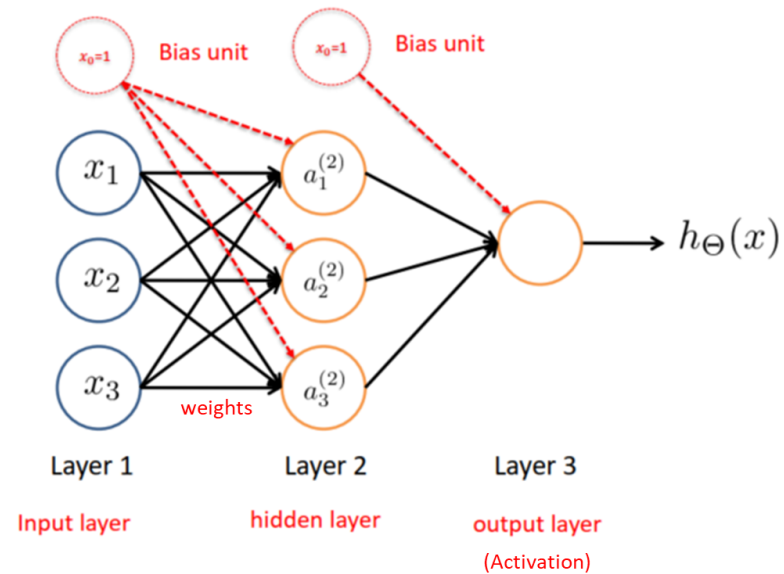 x₀=1
Bias unit
x₀=1
Bias unit
x₁
a₁⁽²⁾
x₂
a₂⁽²⁾
h_Θ(x)
x₃
a₃⁽²⁾
weights
Layer 1
Layer 2
Layer 3
Input layer
hidden layer
output layer
(Activation)